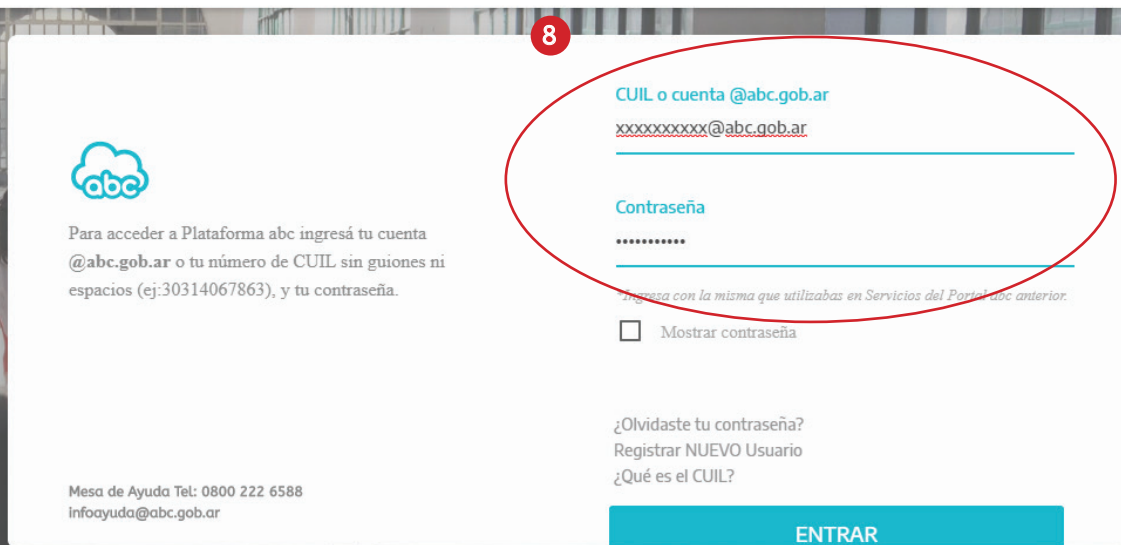 8
abc
Para acceder a Plataforma abc ingresá tu cuenta
@abc.gob.ar o tu número de CUIL sin guiones ni
espacios (ej:30314067863), y tu contraseña.
Mesa de Ayuda Tel: 0800 222 6588
infoayuda@abc.gob.ar
CUIL o cuenta @abc.gob.ar
xxxxxxxxxx@abc.gob.ar
Contraseña
•••••••••••
*Ingresa con la misma que utilizabas en Servicios del Portal abc anterior.
Mostrar contraseña
¿Olvidaste tu contraseña?
Registrar NUEVO Usuario
¿Qué es el CUIL?
ENTRAR